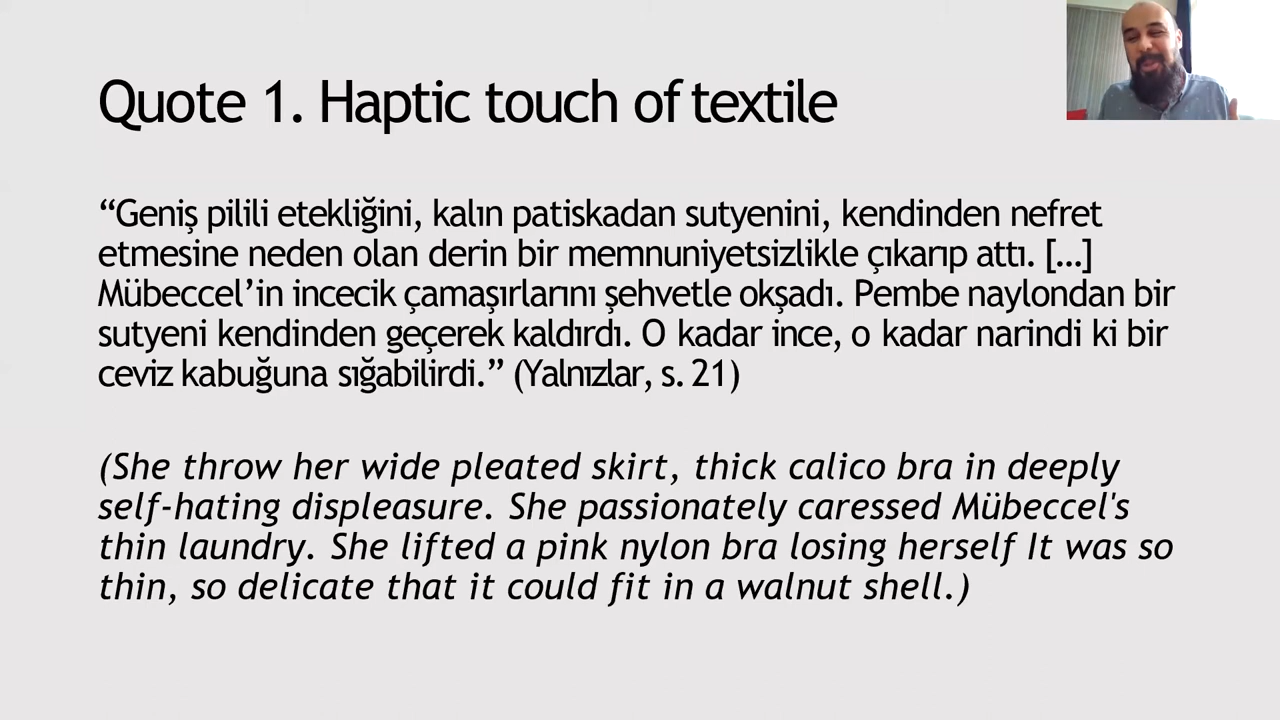 Quote 1. Haptic touch of textile
“Geniş pilili etekliğini, kalın patiskadan sutyenini, kendinden nefret
etmesine neden olan derin bir memnuniyetsizlikle çıkarıp attı. [...]
Mübeccel’in incecik çamaşırlarını şehvetle okşadı. Pembe naylondan bir
sutyeni kendinden geçerek kaldırdı. O kadar ince, o kadar narindi ki bir
ceviz kabuğuna sığabilirdi.” (Yalnızlar, s. 21)
(She throw her wide pleated skirt, thick calico bra in deeply
self-hating displeasure. She passionately caressed Mübeccel's
thin laundry. She lifted a pink nylon bra losing herself It was so
thin, so delicate that it could fit in a walnut shell.)